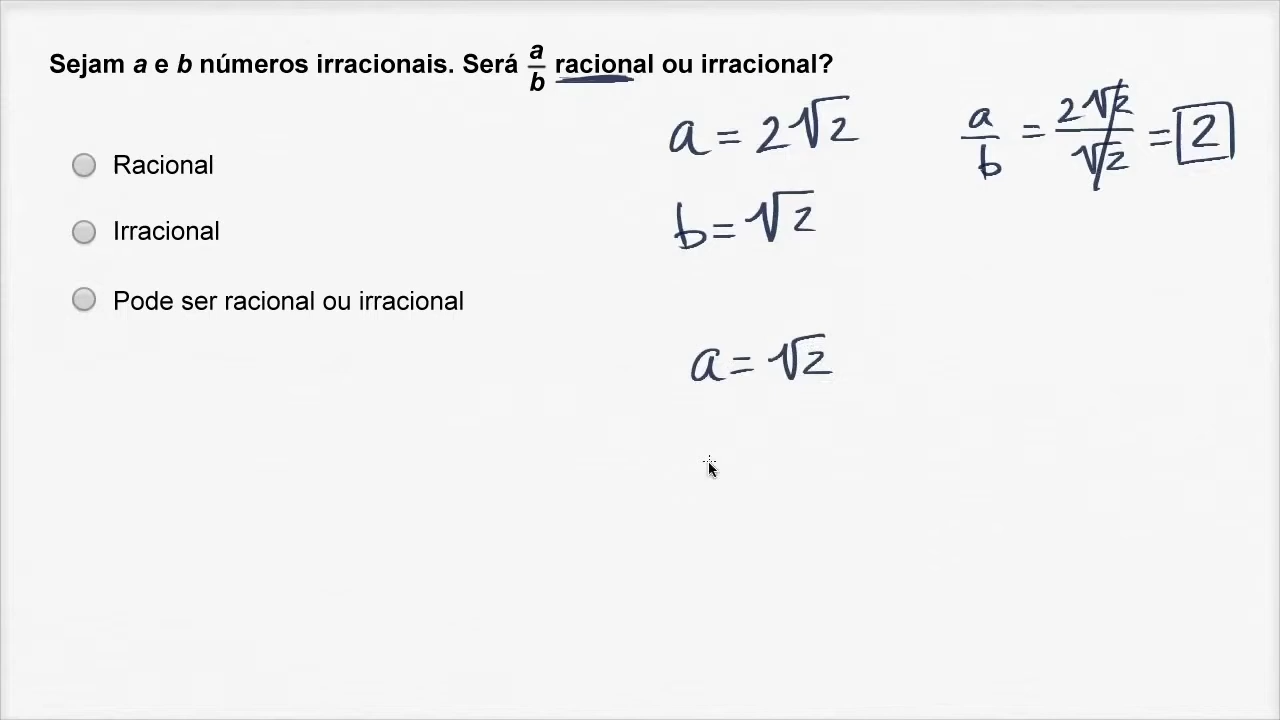 Sejam a e b números irracionais. Será a/b racional ou irracional?
Racional
Irracional
Pode ser racional ou irracional
a = 2√2
b = √2
a/b = 2√2/√2 = 2
a = √2